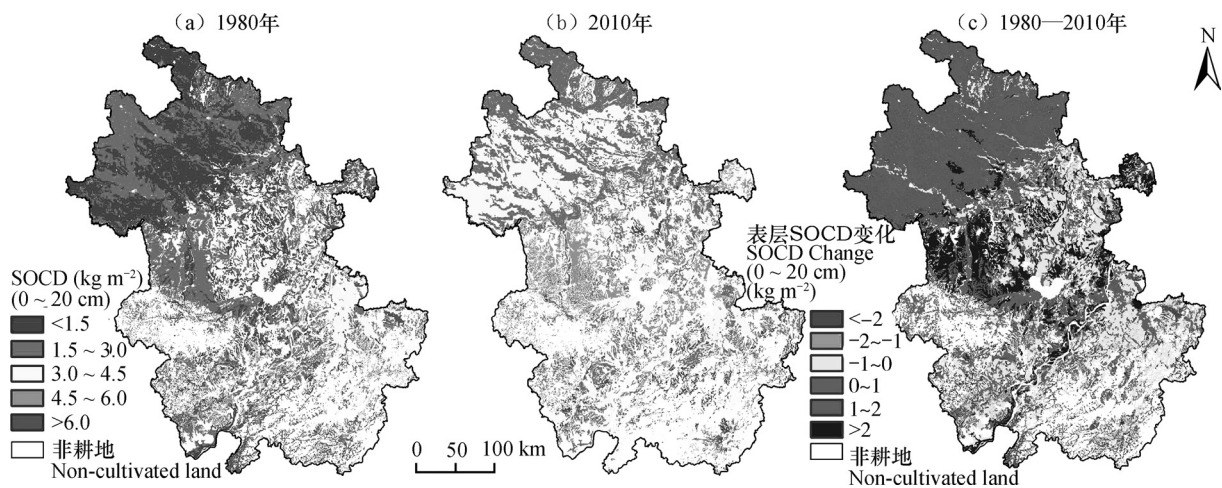 (a) 1980年
(b) 2010年
(c) 1980—2010年
N
SOCD (kg m⁻²)
(0 ~ 20 cm)
<1.5
1.5 ~ 3.0
3.0 ~ 4.5
4.5 ~ 6.0
>6.0
非耕地
Non-cultivated land
0 50 100 km
表层SOCD变化
SOCD Change
(0 ~ 20 cm)
(kg m⁻²)
<-2
-2~-1
-1~0
0~1
1~2
>2
非耕地
Non-cultivated land